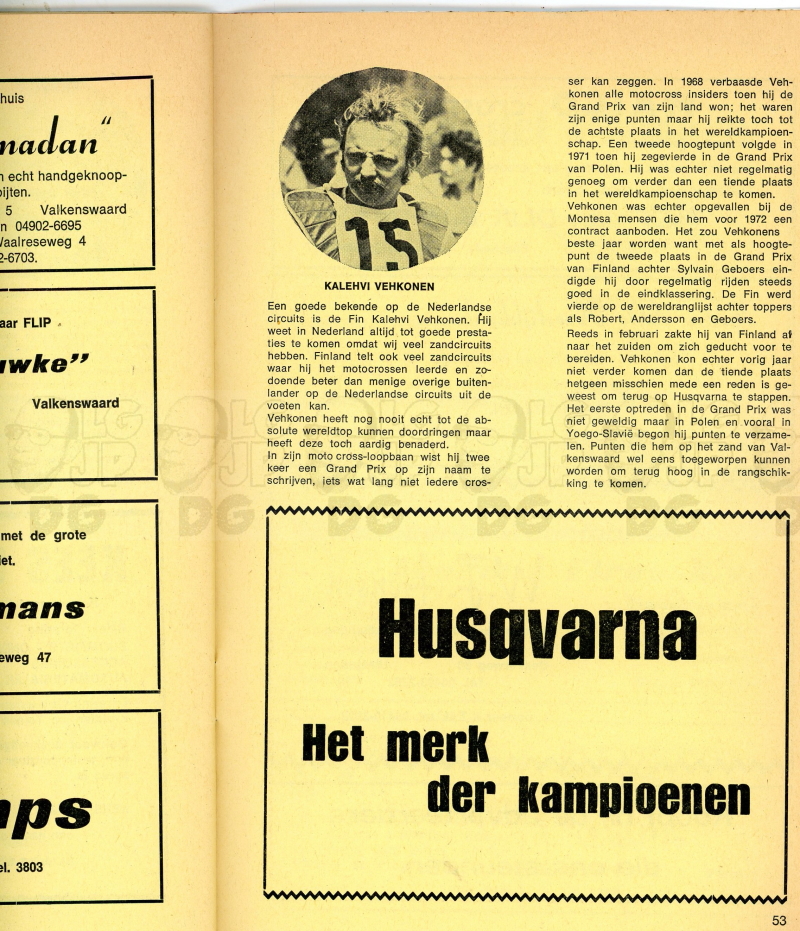 huis
madan“
n echt handgeknoop-
pijten.
5 Valkenswaard
n 04902-6695
Waalreseweg 4
2-6703.
aar FLIP
uwke”
Valkenswaard
met de grote
iet.
mans
eweg 47
mps
el. 3803
15
KALEHVI VEHKONEN
Een goede bekende op de Nederlandse
circuits is de Fin Kalehvi Vehkonen. Hij
weet in Nederland altijd tot goede presta-
ties te komen omdat wij veel zandcircuits
hebben. Finland telt ook veel zandcircuits
waar hij het motocrossen leerde en zo-
doende beter dan menige overige buiten-
lander op de Nederlandse circuits uit de
voeten kan.
Vehkonen heeft nog nooit echt tot de ab-
solute wereldtop kunnen doordringen maar
heeft deze toch aardig benaderd.
In zijn moto cross-loopbaan wist hij twee
keer een Grand Prix op zijn naam te
schrijven, iets wat lang niet iedere cros-
ser kan zeggen. In 1968 verbaasde Veh-
konen alle motocross insiders toen hij de
Grand Prix van zijn land won; het waren
zijn enige punten maar hij reikte toch tot
de achtste plaats in het wereldkampioen-
schap. Een tweede hoogtepunt volgde in
1971 toen hij zegevierde in de Grand Prix
van Polen. Hij was echter niet regelmatig
genoeg om verder dan een tiende plaats
in het wereldkampioenschap te komen.
Vehkonen was echter opgevallen bij de
Montesa mensen die hem voor 1972 een
contract aanboden. Het zou Vehkonens
beste jaar worden want met als hoogte-
punt de tweede plaats in de Grand Prix
van Finland achter Sylvain Geboers ein-
digde hij door regelmatig rijden steeds
goed in de eindklassering. De Fin werd
vierde op de wereldranglijst achter toppers
als Robert, Andersson en Geboers.
Reeds in februari zakte hij van Finland af
naar het zuiden om zich geducht voor te
bereiden. Vehkonen kon echter vorig jaar
niet verder komen dan de tiende plaats
hetgeen misschien mede een reden is ge-
weest om terug op Husqvarna te stappen.
Het eerste optreden in de Grand Prix was
niet geweldig maar in Polen en vooral in
Yoego-Slavië begon hij punten te verzame-
len. Punten die hem op het zand van Val-
kenswaard wel eens toegeworpen kunnen
worden om terug hoog in de rangschik-
king te komen.
Husqvarna
Het merk
der kampioenen
53